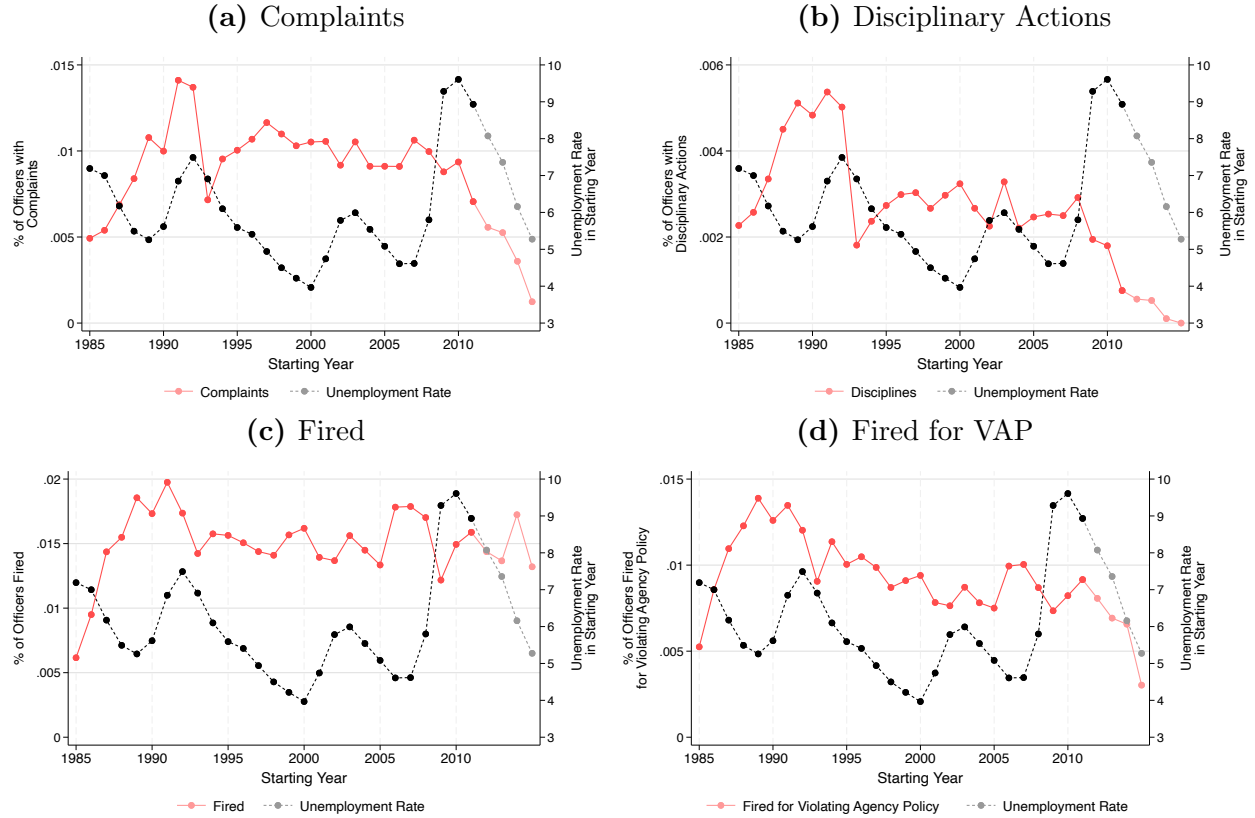 (a) Complaints
% of Officers with
Complaints
.015
.01
.005
0
10
9
8
7
6
5
4
3
Unemployment Rate
in Starting Year
1985 1990 1995 2000 2005 2010
Starting Year
Complaints Unemployment Rate
(b) Disciplinary Actions
% of Officers with
Disciplinary Actions
.006
.004
.002
0
10
9
8
7
6
5
4
3
Unemployment Rate
in Starting Year
1985 1990 1995 2000 2005 2010
Starting Year
Disciplines Unemployment Rate
(c) Fired
% of Officers Fired
.02
.015
.01
.005
0
10
9
8
7
6
5
4
3
Unemployment Rate
in Starting Year
1985 1990 1995 2000 2005 2010
Starting Year
Fired Unemployment Rate
(d) Fired for VAP
% of Officers Fired
for Violating Agency Policy
.015
.01
.005
0
10
9
8
7
6
5
4
3
Unemployment Rate
in Starting Year
1985 1990 1995 2000 2005 2010
Starting Year
Fired for Violating Agency Policy Unemployment Rate